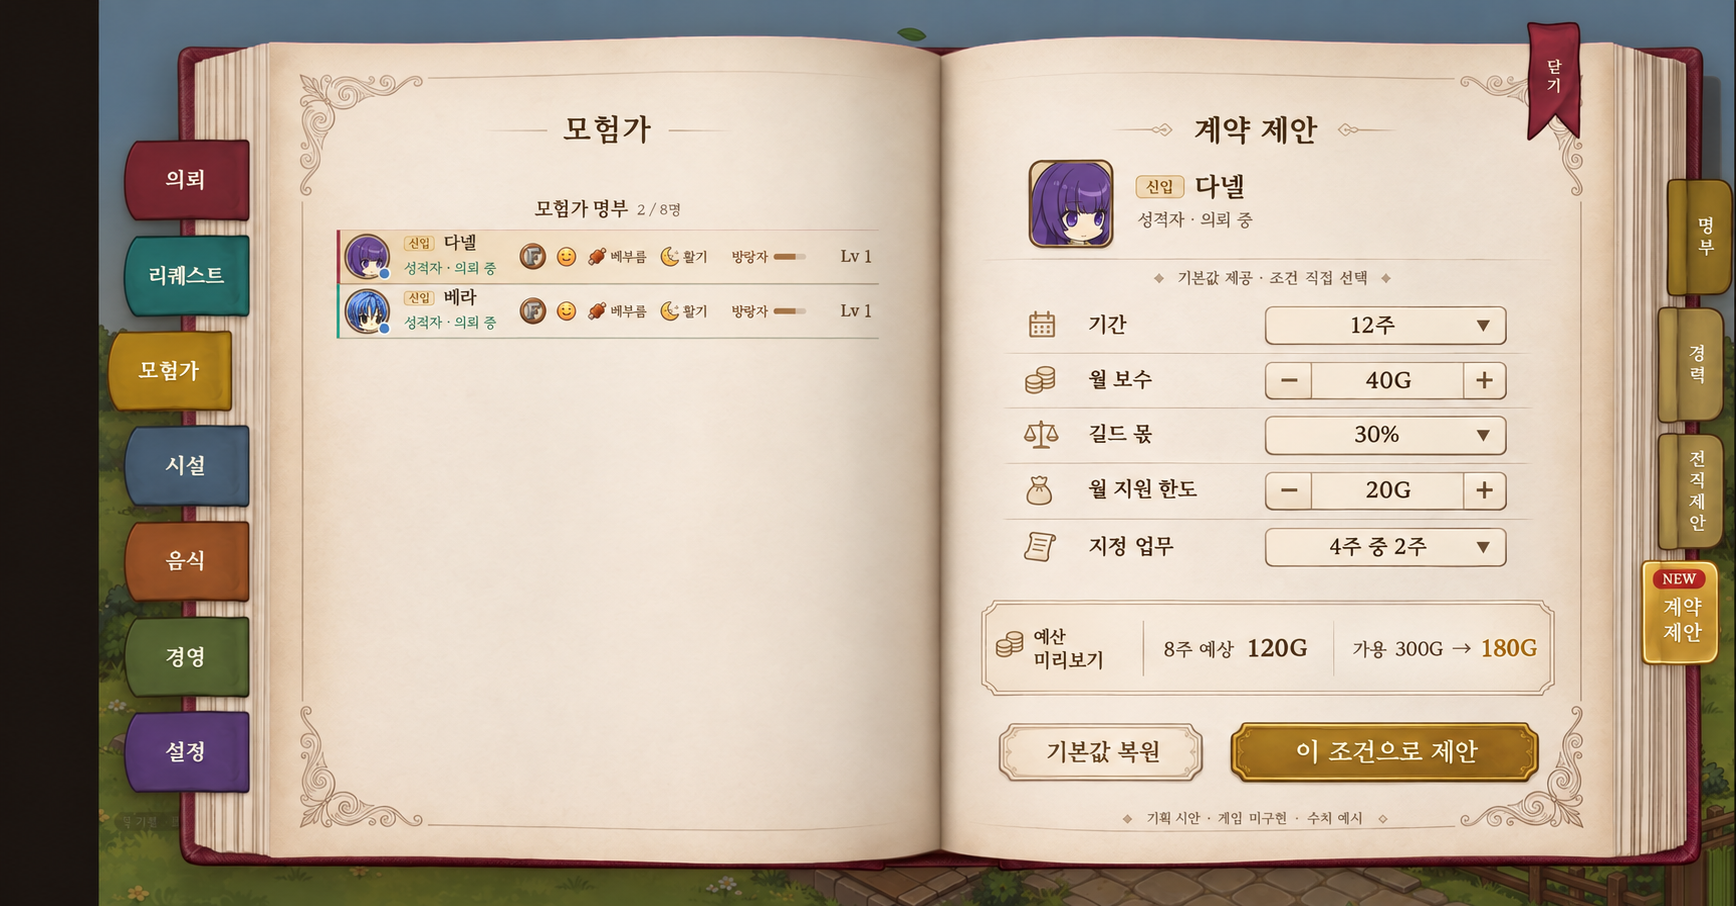 닫기
의뢰
리퀘스트
모험가
시설
음식
경영
설정
모험가
모험가 명부 2 / 8명
신입 다넬
성격자 · 의뢰 중
F 베부름 활기 방랑자 Lv 1
신입 베라
성격자 · 의뢰 중
F 베부름 활기 방랑자 Lv 1
계약 제안
신입 다넬
성격자 · 의뢰 중
기본값 제공 · 조건 직접 선택
기간 12주 ▼
월 보수 − 40G +
길드 몫 30% ▼
월 지원 한도 − 20G +
지정 업무 4주 중 2주 ▼
예산
미리보기
8주 예상 120G
가용 300G → 180G
기본값 복원
이 조건으로 제안
기획 시안 · 게임 미구현 · 수치 예시
명부
경력
전직제안
NEW
계약
제안